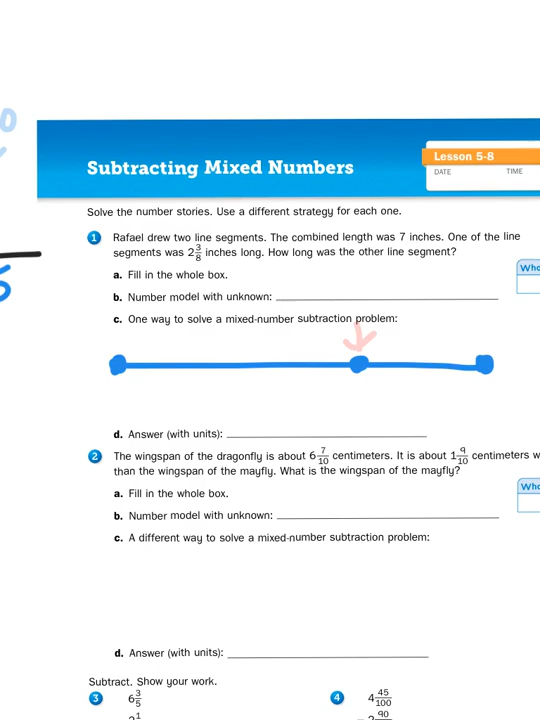 Subtracting Mixed Numbers
Lesson 5-8
DATE TIME
Solve the number stories. Use a different strategy for each one.
1 Rafael drew two line segments. The combined length was 7 inches. One of the line
segments was 2 3/8 inches long. How long was the other line segment?
a. Fill in the whole box.
b. Number model with unknown:
c. One way to solve a mixed-number subtraction problem:
d. Answer (with units):
2 The wingspan of the dragonfly is about 6 7/10 centimeters. It is about 1 9/10 centimeters
than the wingspan of the mayfly? What is the wingspan of the mayfly?
a. Fill in the whole box.
b. Number model with unknown:
c. A different way to solve a mixed-number subtraction problem:
d. Answer (with units):
Subtract. Show your work.
3 6 3/5
4 4 45/100